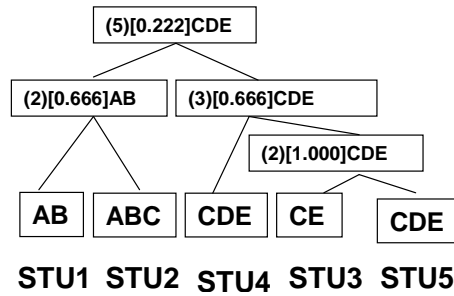 (5)[0.222]CDE
(2)[0.666]AB (3)[0.666]CDE
(2)[1.000]CDE
AB ABC CDE CE CDE
STU1 STU2 STU4 STU3 STU5